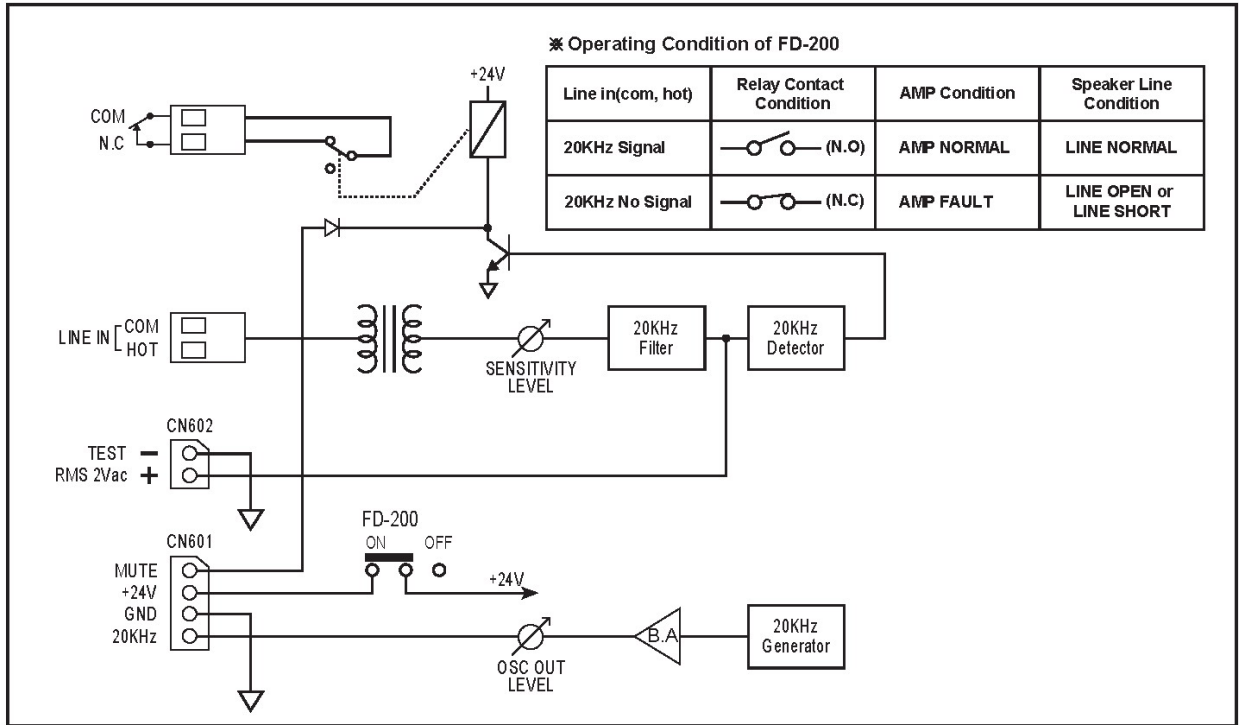 ※ Operating Condition of FD-200
Line in(com, hot)
Relay Contact
Condition
AMP Condition
Speaker Line
Condition
20KHz Signal
(N.O)
AMP NORMAL
LINE NORMAL
20KHz No Signal
(N.C)
AMP FAULT
LINE OPEN or
LINE SHORT
+24V
COM
N.C
LINE IN
COM
HOT
SENSITIVITY
LEVEL
20KHz
Filter
20KHz
Detector
CN602
TEST −
RMS 2Vac +
CN601
MUTE
+24V
GND
20KHz
FD-200
ON OFF
+24V
OSC OUT
LEVEL
B.A
20KHz
Generator